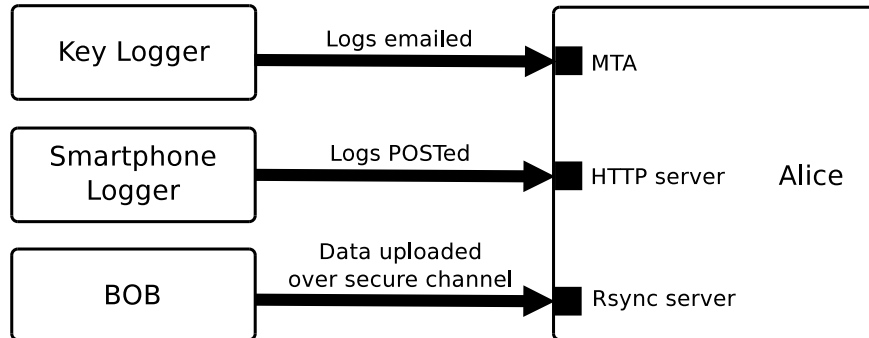 Key Logger
Logs emailed
MTA
Smartphone
Logger
Logs POSTed
HTTP server
Alice
BOB
Data uploaded
over secure channel
Rsync server